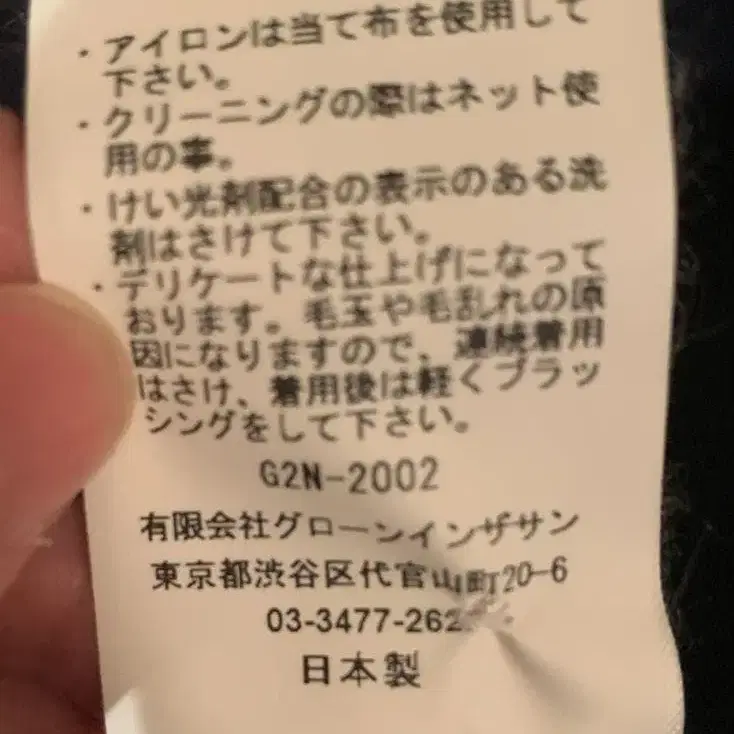 ・アイロンは当て布を使用して
下さい。
・クリーニングの際はネット使
用の事。
・けい光剤配合の表示のある洗
剤はさけて下さい。
・デリケートな仕上げになって
おります。毛玉や毛乱れの原
因になりますので、連続着用
はさけ、着用後は軽くブラッ
シングをして下さい。
G2N-2002
有限会社グローンインザサン
東京都渋谷区代官山町20-6
03-3477-262
日本製